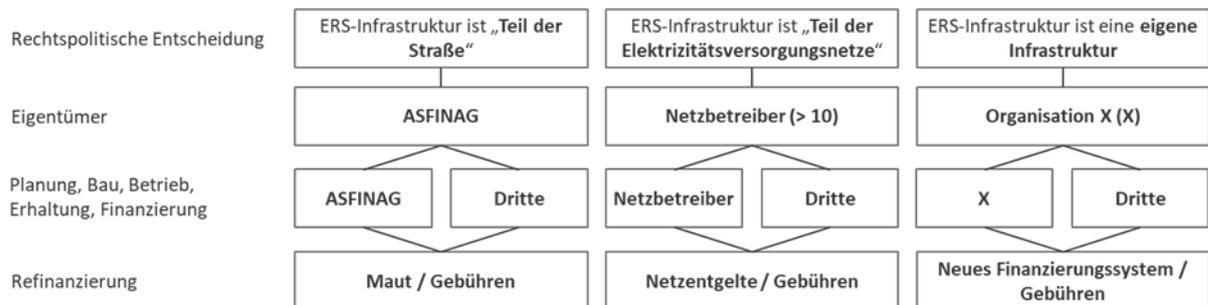 Rechtspolitische Entscheidung
ERS-Infrastruktur ist „Teil der
Straße“
ERS-Infrastruktur ist „Teil der
Elektrizitätsversorgungsnetze“
ERS-Infrastruktur ist eine eigene
Infrastruktur
Eigentümer
ASFINAG
Netzbetreiber (> 10)
Organisation X (X)
Planung, Bau, Betrieb,
Erhaltung, Finanzierung
ASFINAG
Dritte
Netzbetreiber
Dritte
X
Dritte
Refinanzierung
Maut / Gebühren
Netzentgelte / Gebühren
Neues Finanzierungssystem /
Gebühren